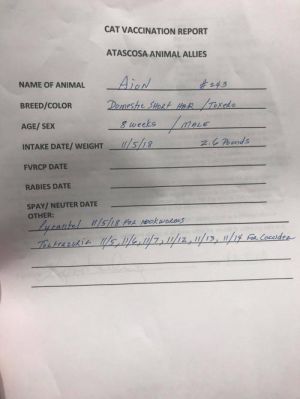 CAT VACCINATION REPORT
ATASCOSA ANIMAL ALLIES
NAME OF ANIMAL Aion #243
BREED/COLOR Domestic Short Hair / Tuxedo
AGE/ SEX 8 weeks / MALE
INTAKE DATE/ WEIGHT 11/5/18 2.6 Pounds
FVRCP DATE
RABIES DATE
SPAY/ NEUTER DATE
OTHER:
Pyrantel 11/5/18 For Hookworms
11/5, 11/6, 11/7, 11/12, 11/13, 11/14 For